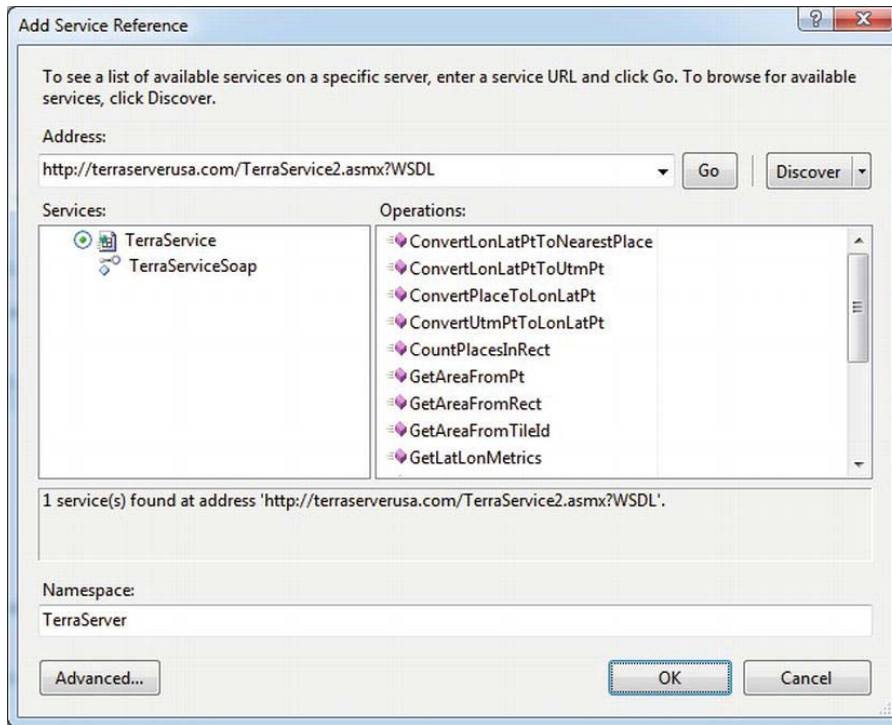 Add Service Reference
To see a list of available services on a specific server, enter a service URL and click Go. To browse for available
services, click Discover.
Address:
http://terraserverusa.com/TerraService2.asmx?WSDL
Go
Discover
Services:
Operations:
TerraService
TerraServiceSoap
ConvertLonLatPtToNearestPlace
ConvertLonLatPtToUtmPt
ConvertPlaceToLonLatPt
ConvertUtmPtToLonLatPt
CountPlacesInRect
GetAreaFromPt
GetAreaFromRect
GetAreaFromTileId
GetLatLonMetrics
1 service(s) found at address 'http://terraserverusa.com/TerraService2.asmx?WSDL'.
Namespace:
TerraServer
Advanced...
OK
Cancel